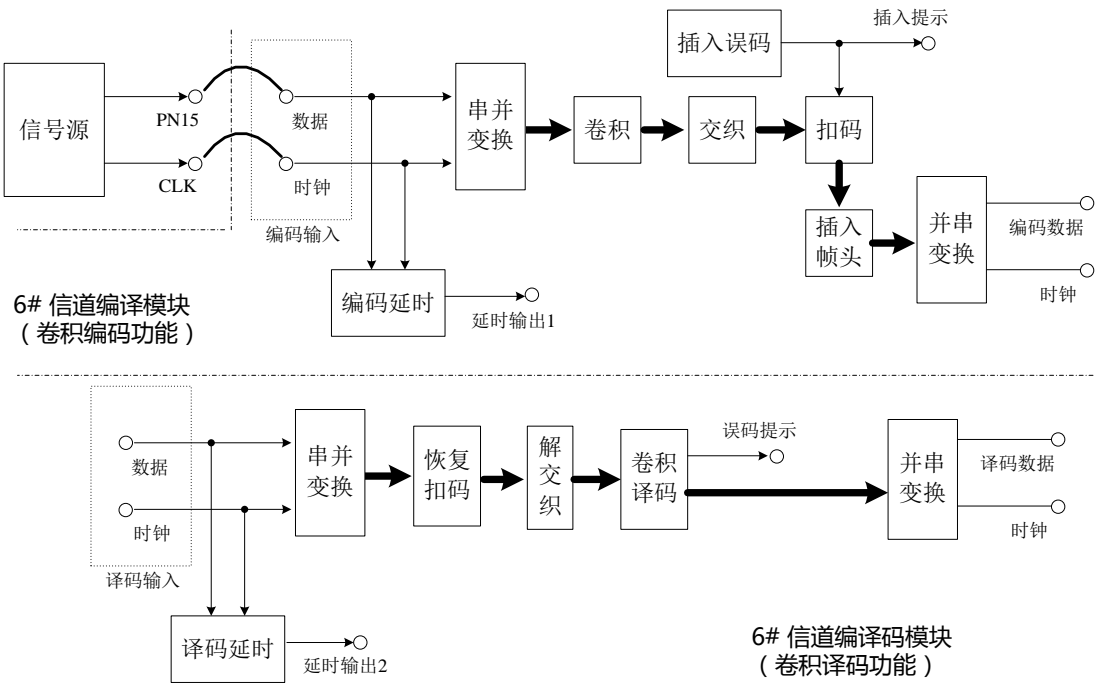 插入误码
插入提示
信号源
PN15
CLK
数据
时钟
编码输入
串并
变换
卷积
交织
扣码
插入
帧头
并串
变换
编码数据
时钟
编码延时
延时输出1
6# 信道编译模块
（卷积编码功能）
数据
时钟
译码输入
串并
变换
恢复
扣码
解
交
织
卷积
译码
误码提示
并串
变换
译码数据
时钟
译码延时
延时输出2
6# 信道编译码模块
（卷积译码功能）